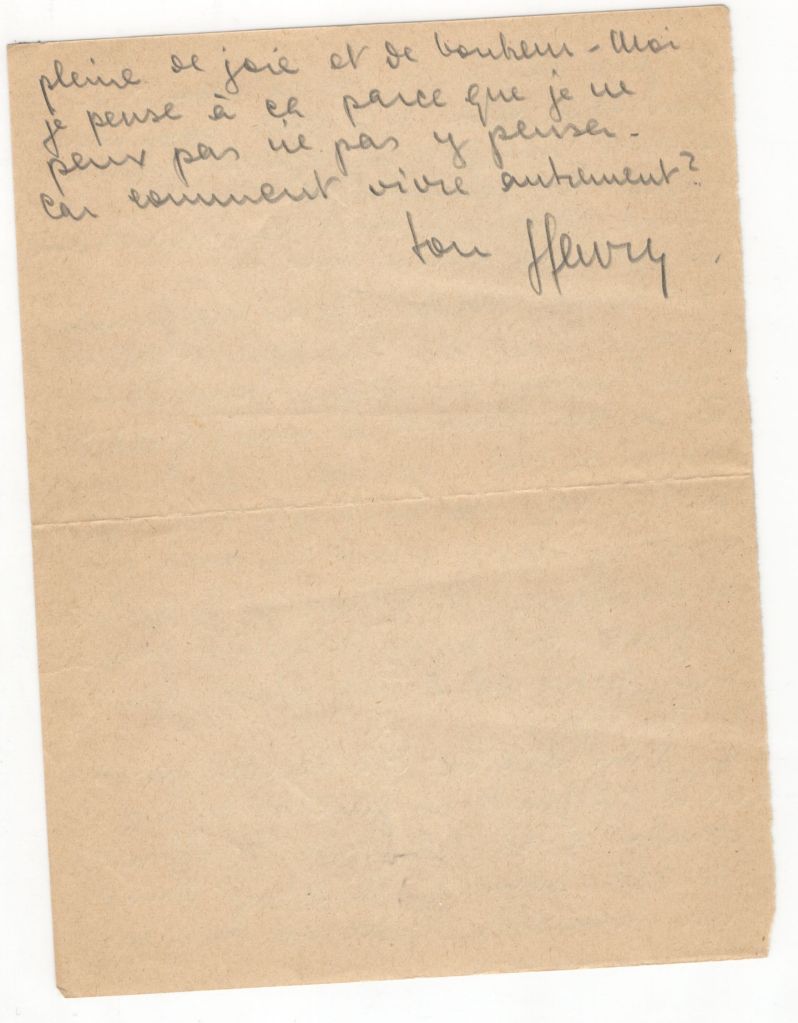 pleine de joie et de bonheur - Moi
je pense à ça parce que je ne
peux pas ne pas y penser -
Car comment vivre autrement ?
ton Henry